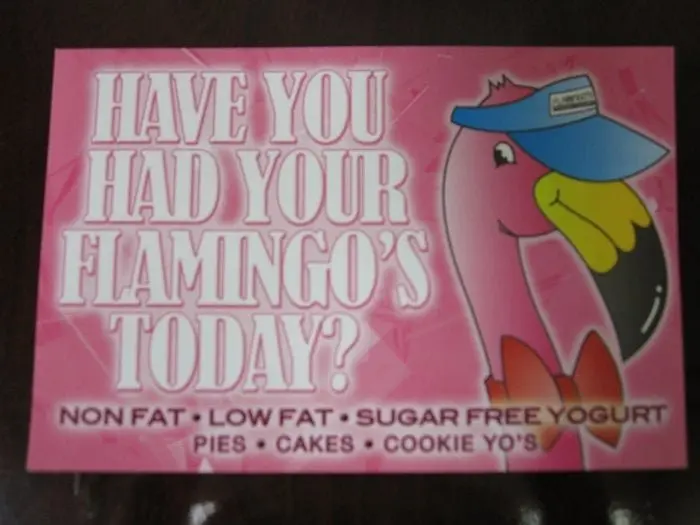 HAVE YOU
HAD YOUR
FLAMINGO'S
TODAY?
NON FAT • LOW FAT • SUGAR FREE YOGURT
PIES • CAKES • COOKIE YO'S